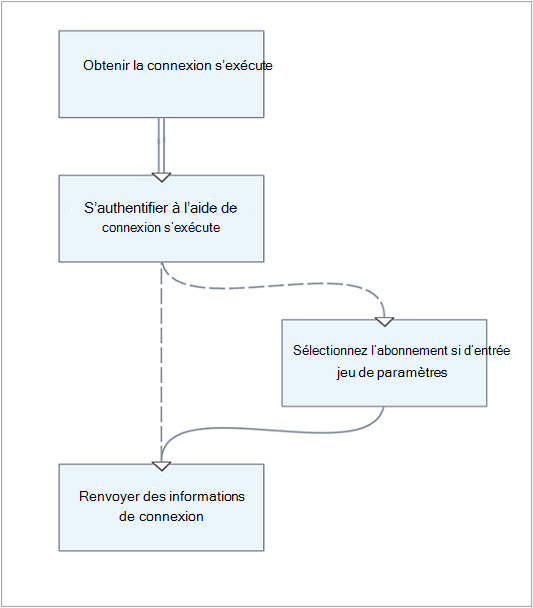 Obtenir la connexion s’exécute
S’authentifier à l’aide de
connexion s’exécute
Sélectionnez l’abonnement si d’entrée
jeu de paramètres
Renvoyer des informations
de connexion